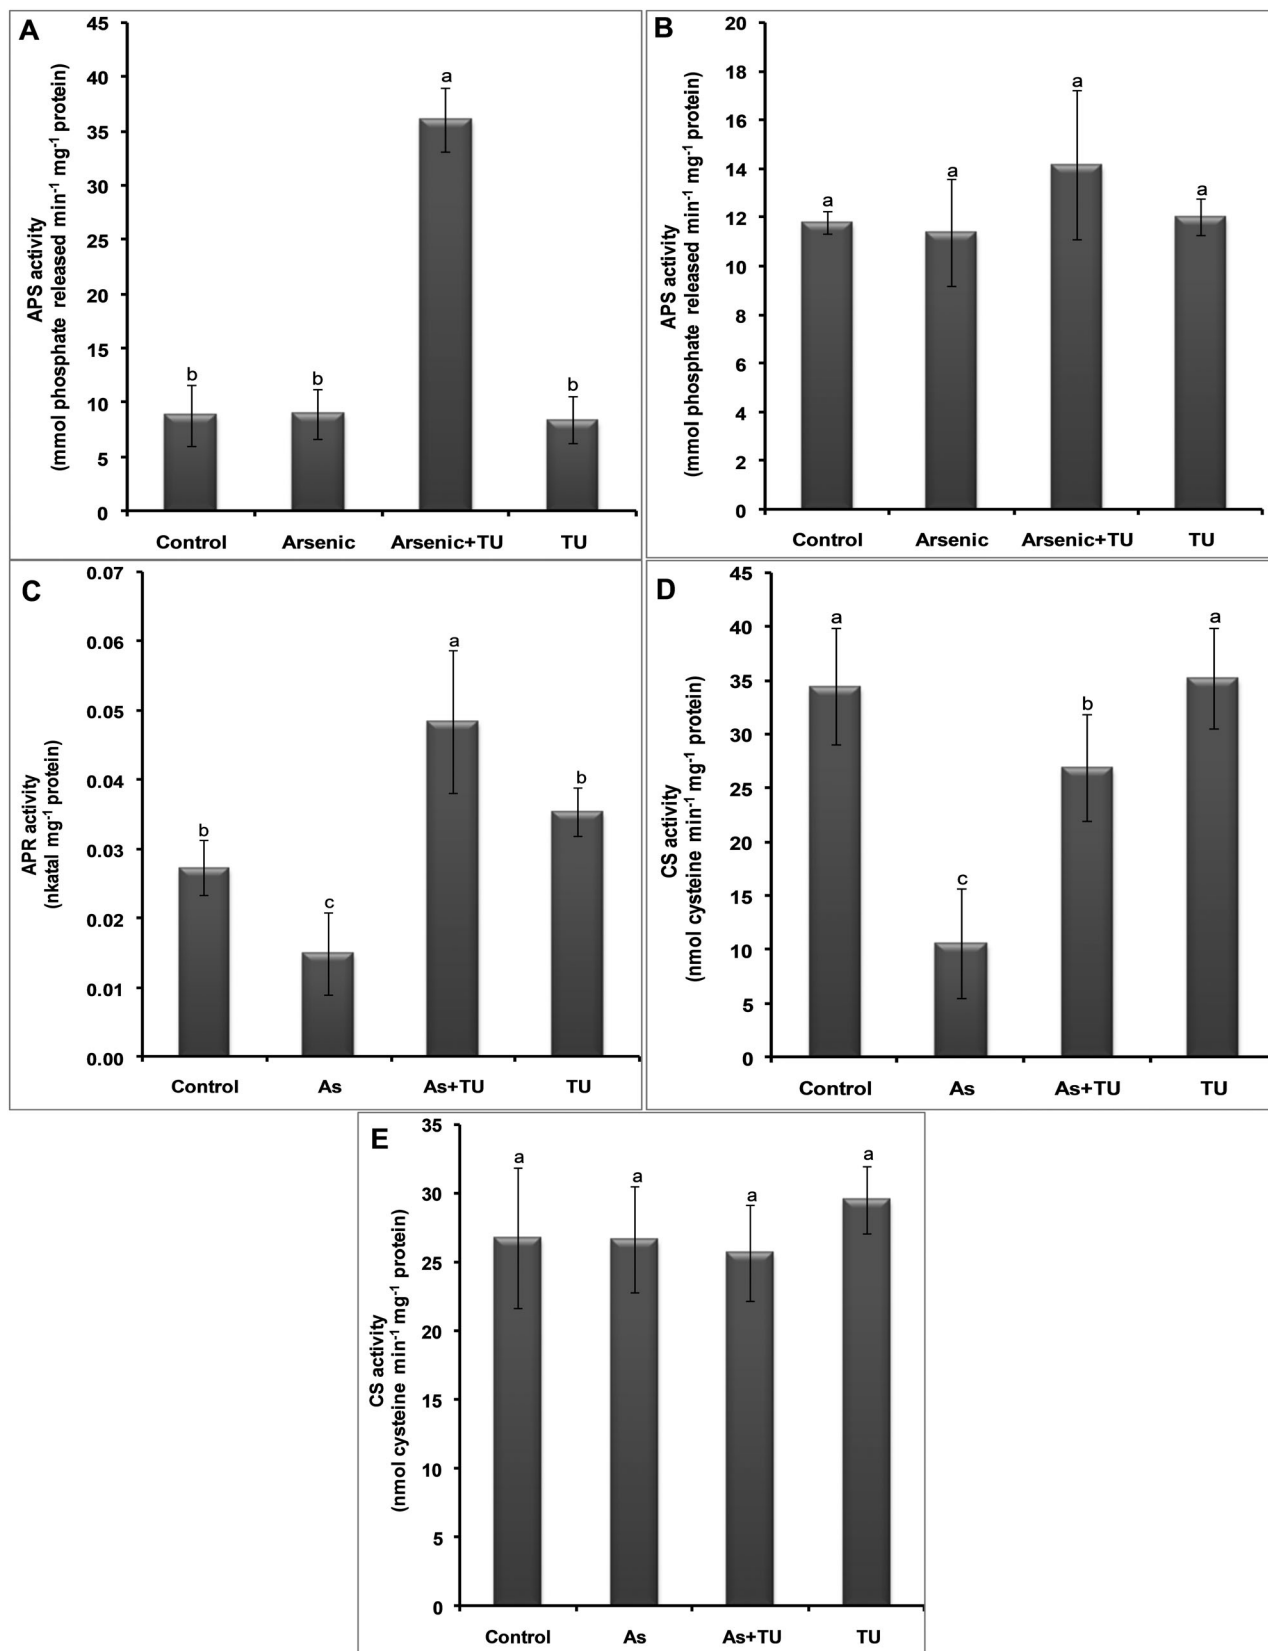 A
APS activity
(mmol phosphate released min⁻¹ mg⁻¹ protein)
45
40
35
30
25
20
15
10
5
0
b
b
a
b
Control Arsenic Arsenic+TU TU
B
APS activity
(mmol phosphate released min⁻¹ mg⁻¹ protein)
20
18
16
14
12
10
8
6
4
2
0
a
a
a
a
Control Arsenic Arsenic+TU TU
C
APR activity
(nkatal mg⁻¹ protein)
0.07
0.06
0.05
0.04
0.03
0.02
0.01
0.00
b
c
a
b
Control As As+TU TU
D
CS activity
(nmol cysteine min⁻¹ mg⁻¹ protein)
45
40
35
30
25
20
15
10
5
0
a
c
b
a
Control As As+TU TU
E
CS activity
(nmol cysteine min⁻¹ mg⁻¹ protein)
35
30
25
20
15
10
5
0
a
a
a
a
Control As As+TU TU